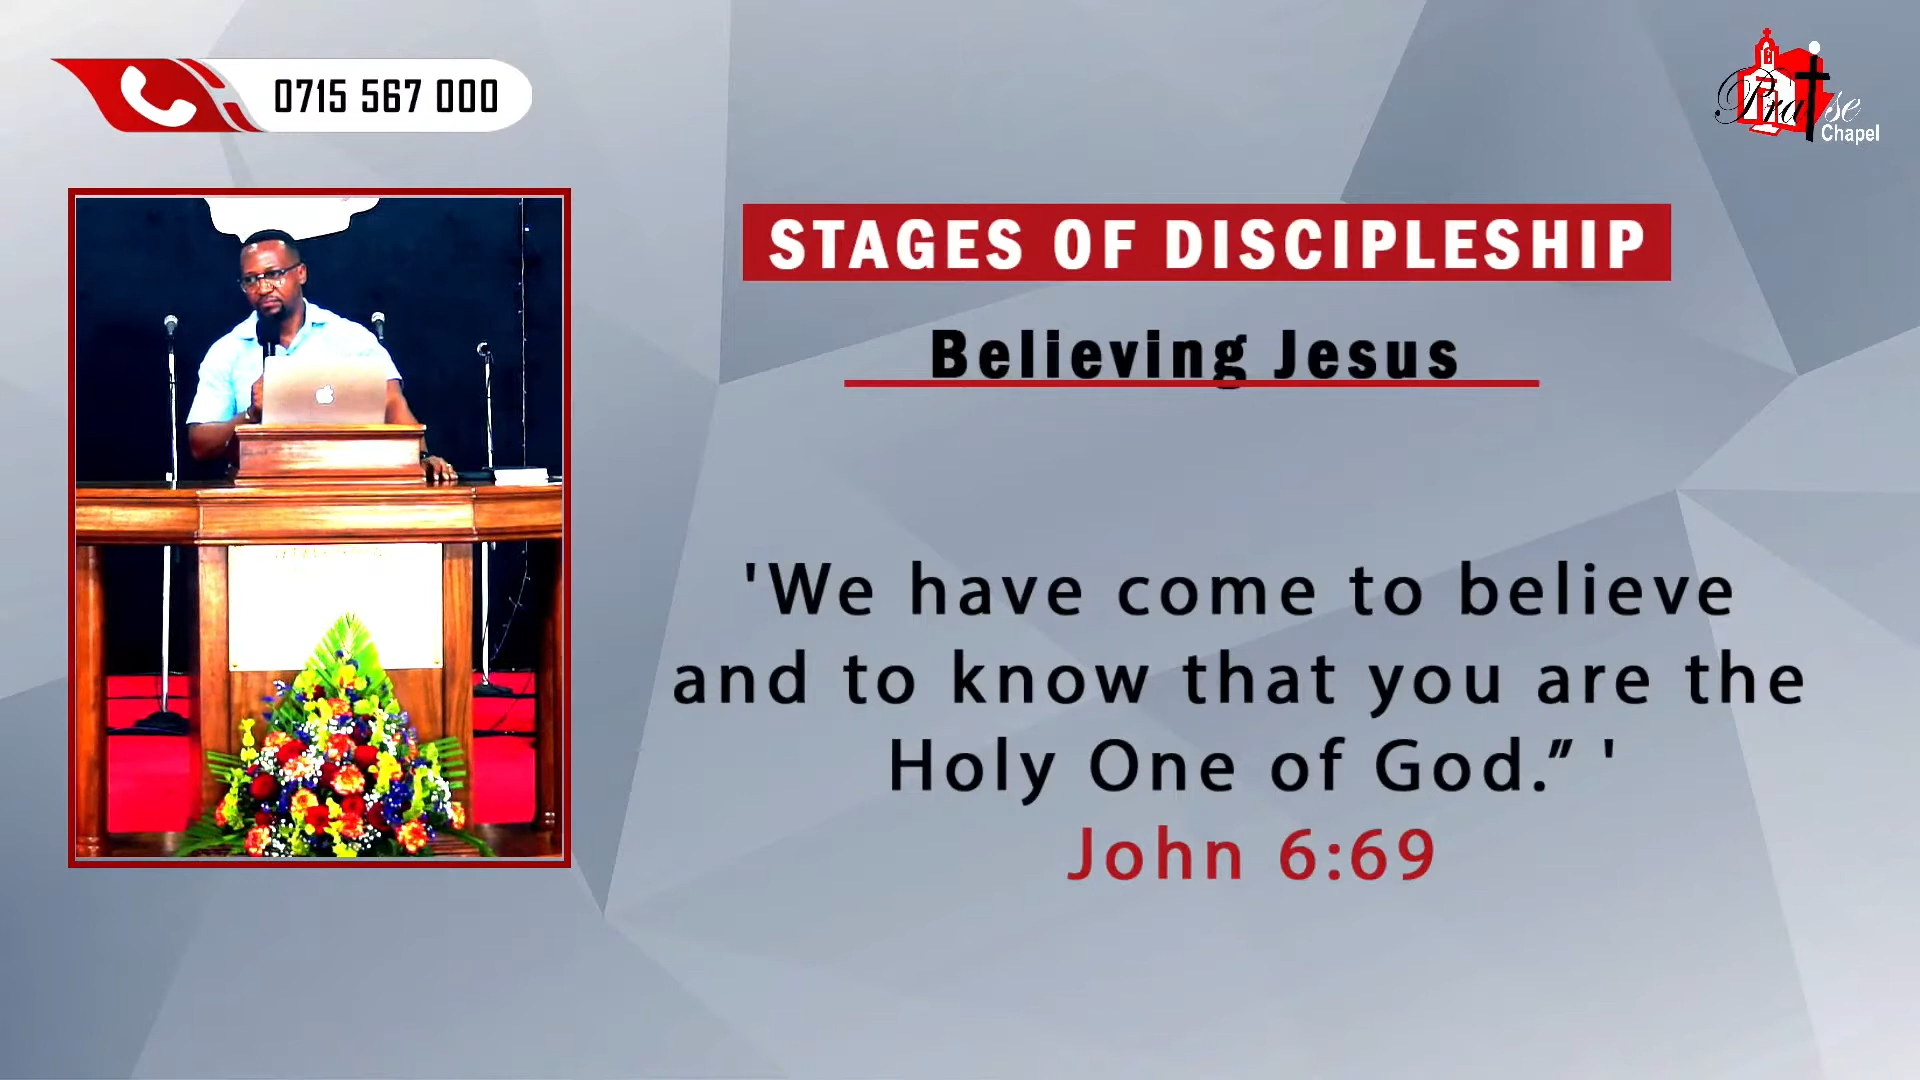 0715 567 000
Praise
Chapel
STAGES OF DISCIPLESHIP
Believing Jesus
'We have come to believe
and to know that you are the
Holy One of God.” '
John 6:69